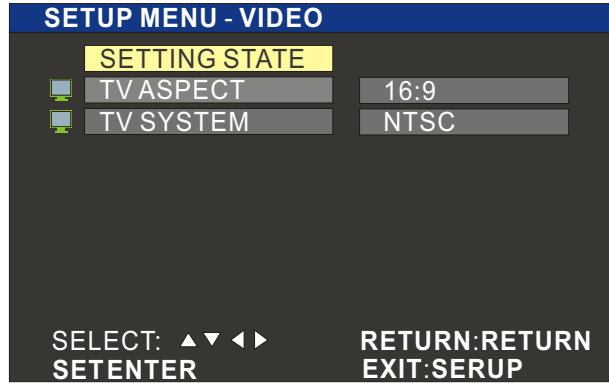 SETUP MENU - VIDEO
SETTING STATE
TV ASPECT 16:9
TV SYSTEM NTSC
SELECT: ▲▼◀▶ RETURN:RETURN
SETENTER EXIT:SERUP